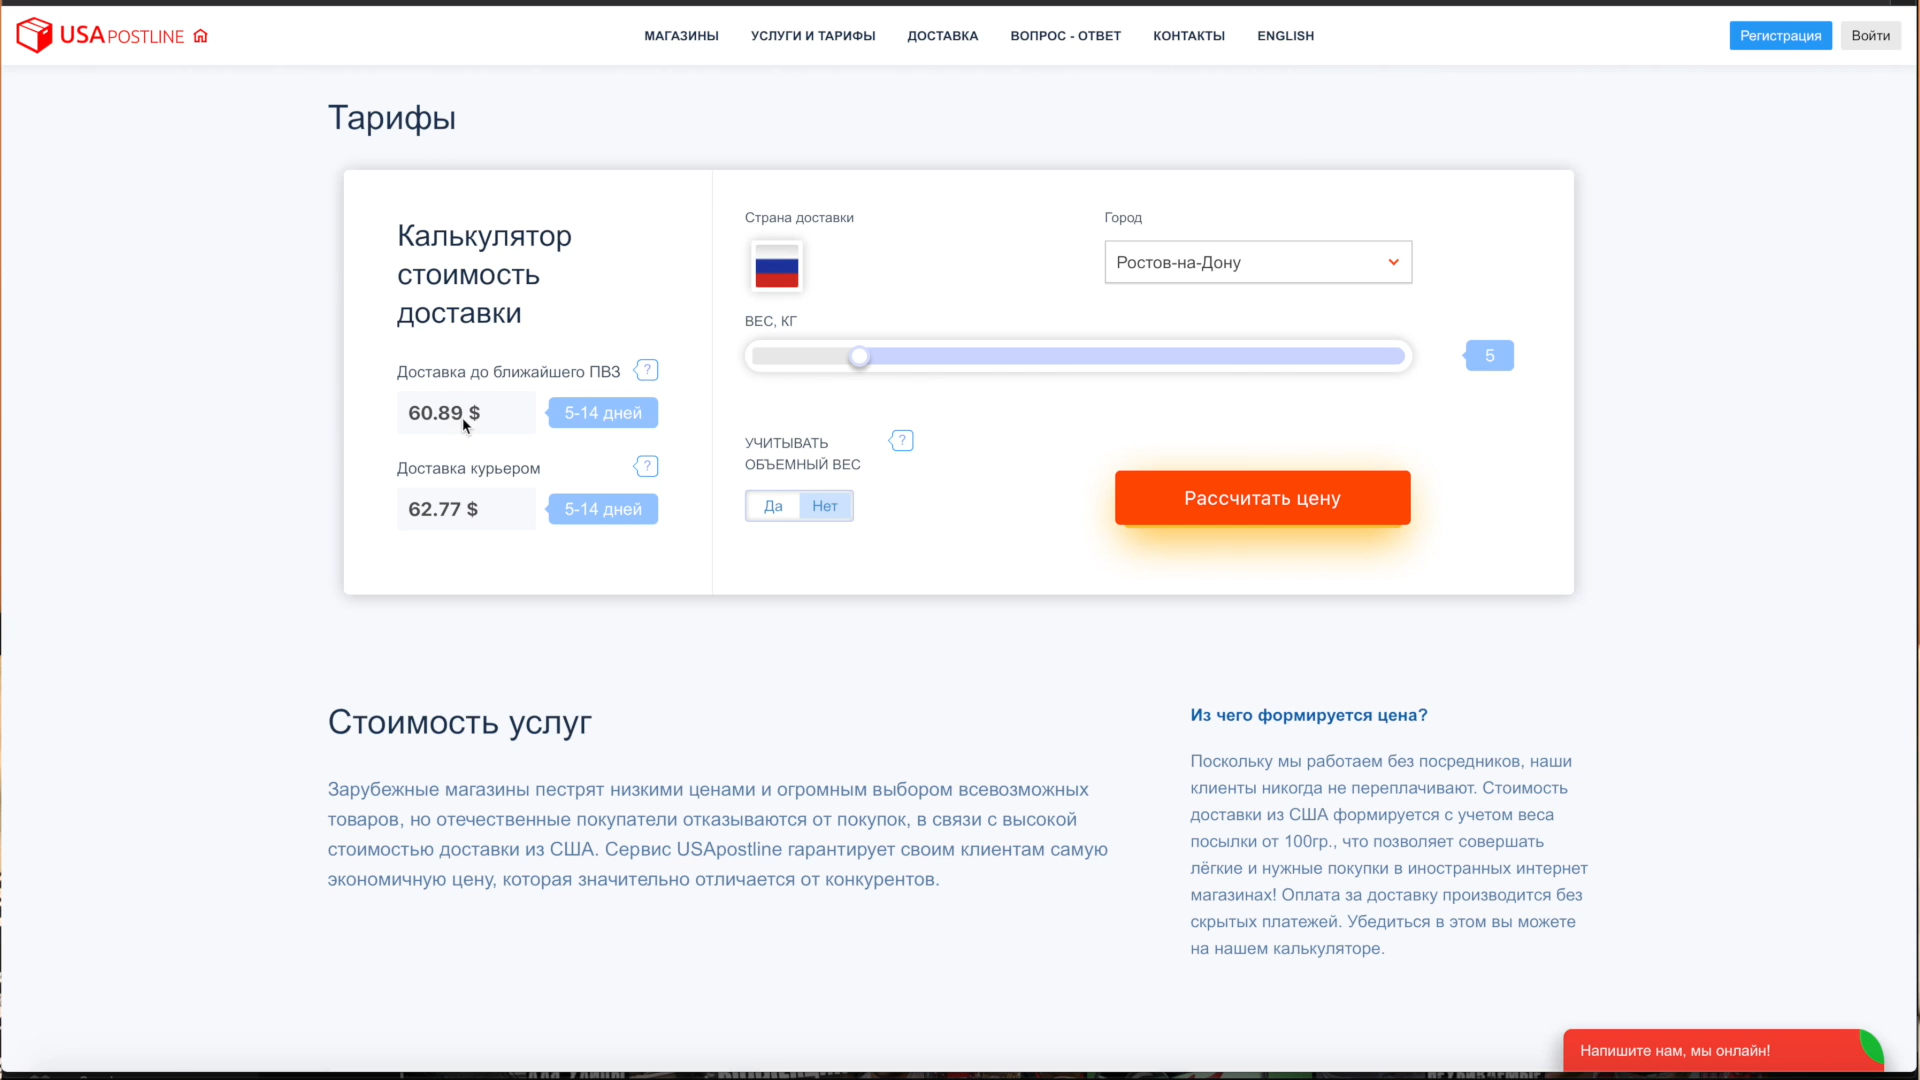 USAPOSTLINE
МАГАЗИНЫ УСЛУГИ И ТАРИФЫ ДОСТАВКА ВОПРОС - ОТВЕТ КОНТАКТЫ ENGLISH
Регистрация Войти
Тарифы
Калькулятор
стоимость
доставки
Доставка до ближайшего ПВЗ ?
60.89 $ 5-14 дней
Доставка курьером ?
62.77 $ 5-14 дней
Страна доставки
Город
Ростов-на-Дону
ВЕС, КГ
5
УЧИТЫВАТЬ ?
ОБЪЕМНЫЙ ВЕС
Да Нет
Рассчитать цену
Стоимость услуг
Зарубежные магазины пестрят низкими ценами и огромным выбором всевозможных
товаров, но отечественные покупатели отказываются от покупок, в связи с высокой
стоимостью доставки из США. Сервис USApostline гарантирует своим клиентам самую
экономичную цену, которая значительно отличается от конкурентов.
Из чего формируется цена?
Поскольку мы работаем без посредников, наши
клиенты никогда не переплачивают. Стоимость
доставки из США формируется с учетом веса
посылки от 100гр., что позволяет совершать
лёгкие и нужные покупки в иностранных интернет
магазинах! Оплата за доставку производится без
скрытых платежей. Убедиться в этом вы можете
на нашем калькуляторе.
Напишите нам, мы онлайн!